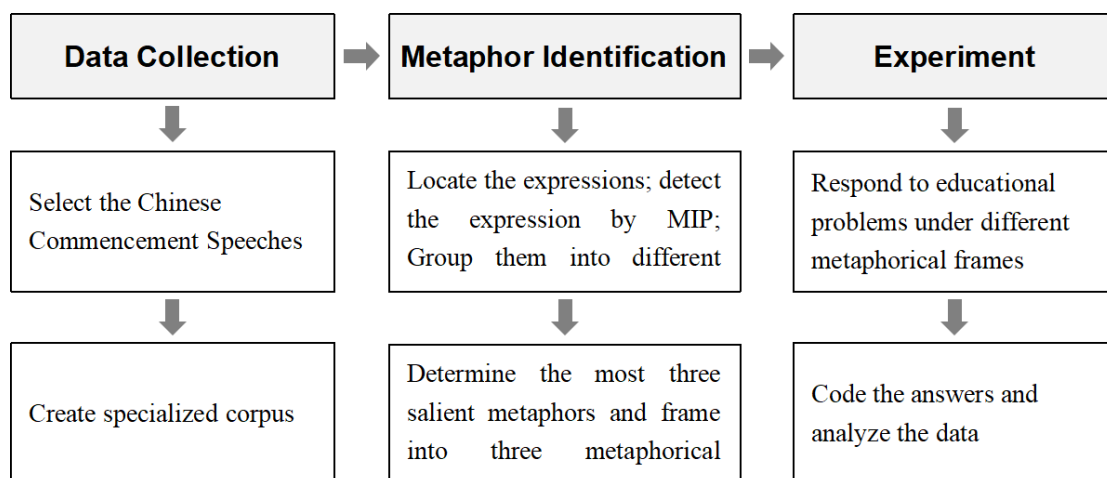 Data Collection
Metaphor Identification
Experiment
Select the Chinese
Commencement Speeches
Locate the expressions; detect
the expression by MIP;
Group them into different
Respond to educational
problems under different
metaphorical frames
Create specialized corpus
Determine the most three
salient metaphors and frame
into three metaphorical
Code the answers and
analyze the data